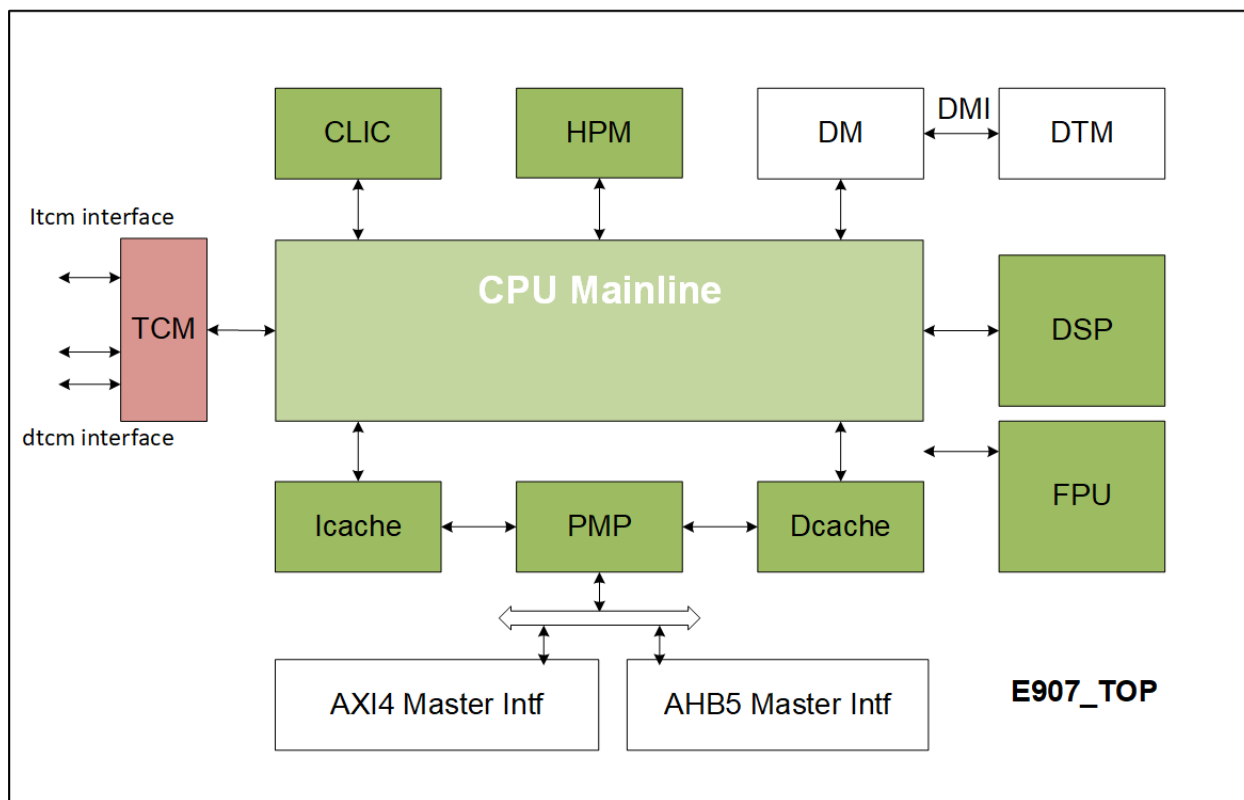 CLIC
HPM
DM
DMI
DTM
Itcm interface
TCM
dtcm interface
CPU Mainline
DSP
FPU
Icache
PMP
Dcache
AXI4 Master Intf
AHB5 Master Intf
E907_TOP